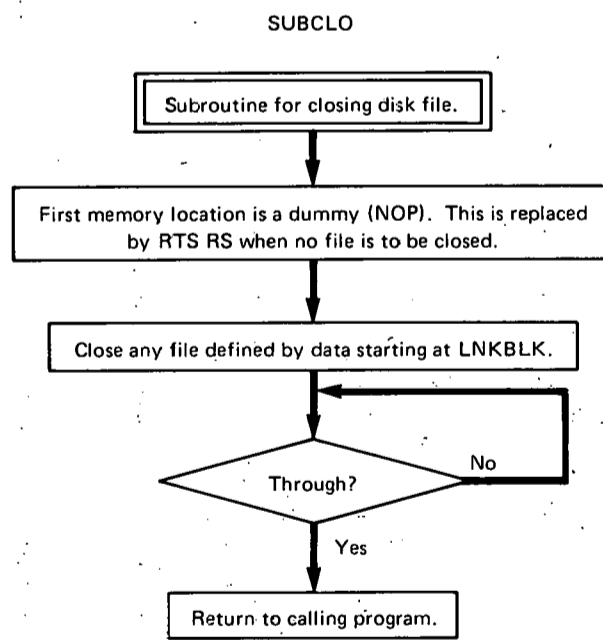 SUBCLO
Subroutine for closing disk file.
First memory location is a dummy (NOP). This is replaced
by RTS RS when no file is to be closed.
Close any file defined by data starting at LNKBLK.
No
Through?
Yes
Return to calling program.